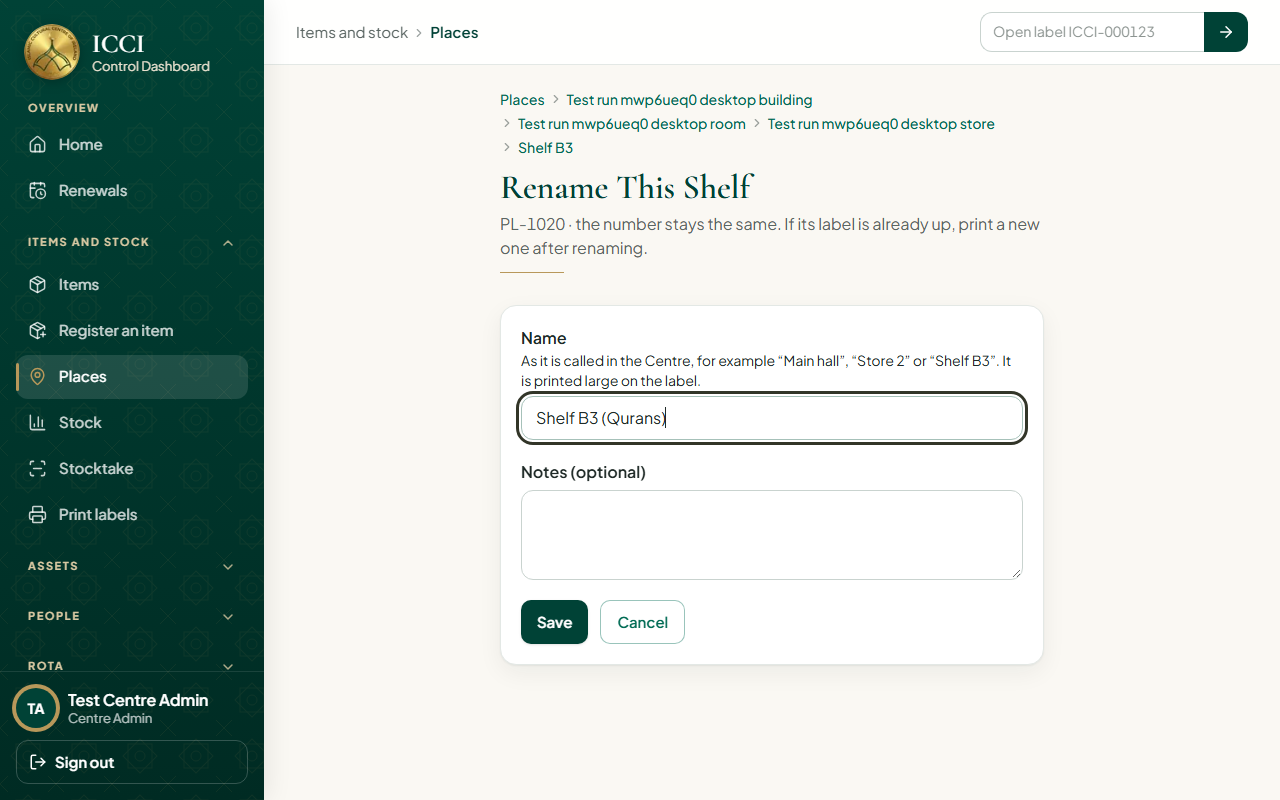 ICCI
Control Dashboard
OVERVIEW
Home
Renewals
ITEMS AND STOCK
Items
Register an item
Places
Stock
Stocktake
Print labels
ASSETS
PEOPLE
ROTA
TA
Test Centre Admin
Centre Admin
Sign out
Items and stock > Places
Open label ICCI-000123
Places > Test run mwp6ueq0 desktop building
> Test run mwp6ueq0 desktop room > Test run mwp6ueq0 desktop store
> Shelf B3
Rename This Shelf
PL-1020 · the number stays the same. If its label is already up, print a new
one after renaming.
Name
As it is called in the Centre, for example “Main hall”, “Store 2” or “Shelf B3”. It
is printed large on the label.
Shelf B3 (Qurans)
Notes (optional)
Save
Cancel